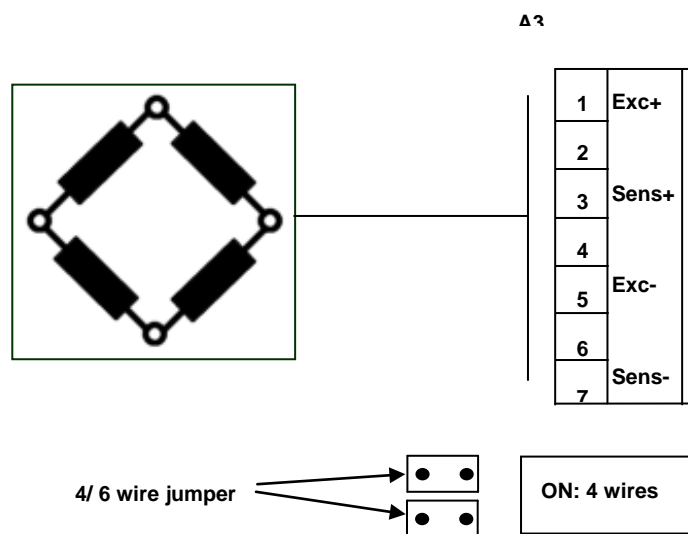 A3
1 Exc+
2
3 Sens+
4
5 Exc-
6
7 Sens-
4/ 6 wire jumper
ON: 4 wires